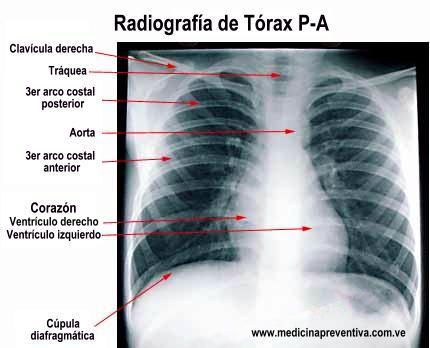 Radiografía de Tórax P-A
Clavícula derecha
Tráquea
3er arco costal
posterior
Aorta
3er arco costal
anterior
Corazón
Ventrículo derecho
Ventrículo izquierdo
Cúpula
diafragmática
www.medicinapreventiva.com.ve